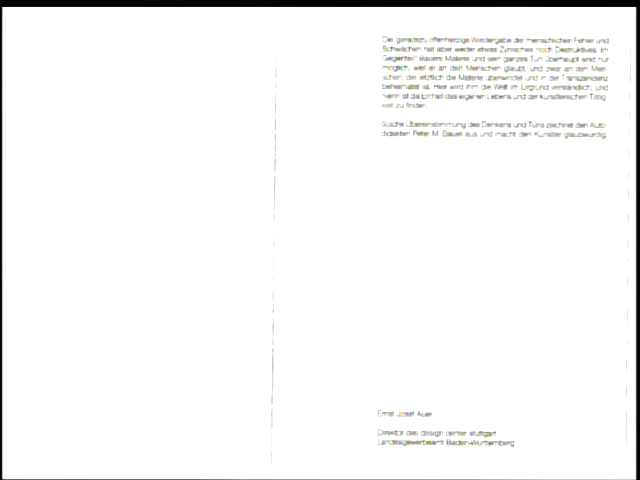 Die geradezu offenherzige Wiedergabe der menschlichen Fehler und
Schwächen hat aber weder etwas Zynisches noch Destruktives. Im
Gegenteil! Bauers Malerei und sein ganzes Tun überhaupt sind nur
möglich, weil er an den Menschen glaubt, und zwar an den Men-
schen, der letztlich die Materie überwindet und in der Transzendenz
beheimatet ist. Hier wird ihm die Welt im Urgrund verständlich, und
hierin ist die Einheit des eigenen Lebens und der künstlerischen Tätig-
keit zu finden.
Solche Übereinstimmung des Denkens und Tuns zeichnet den Auto-
didakten Peter M. Bauer aus und macht den Künstler glaubwürdig.
Ernst Josef Auer
Direktor des design center stuttgart
Landesgewerbeamt Baden-Württemberg